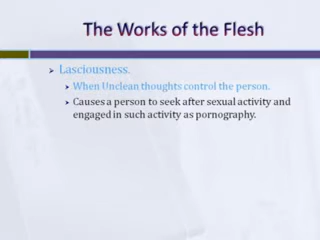 The Works of the Flesh
Lasciousness.
When Unclean thoughts control the person.
Causes a person to seek after sexual activity and
engaged in such activity as pornography.